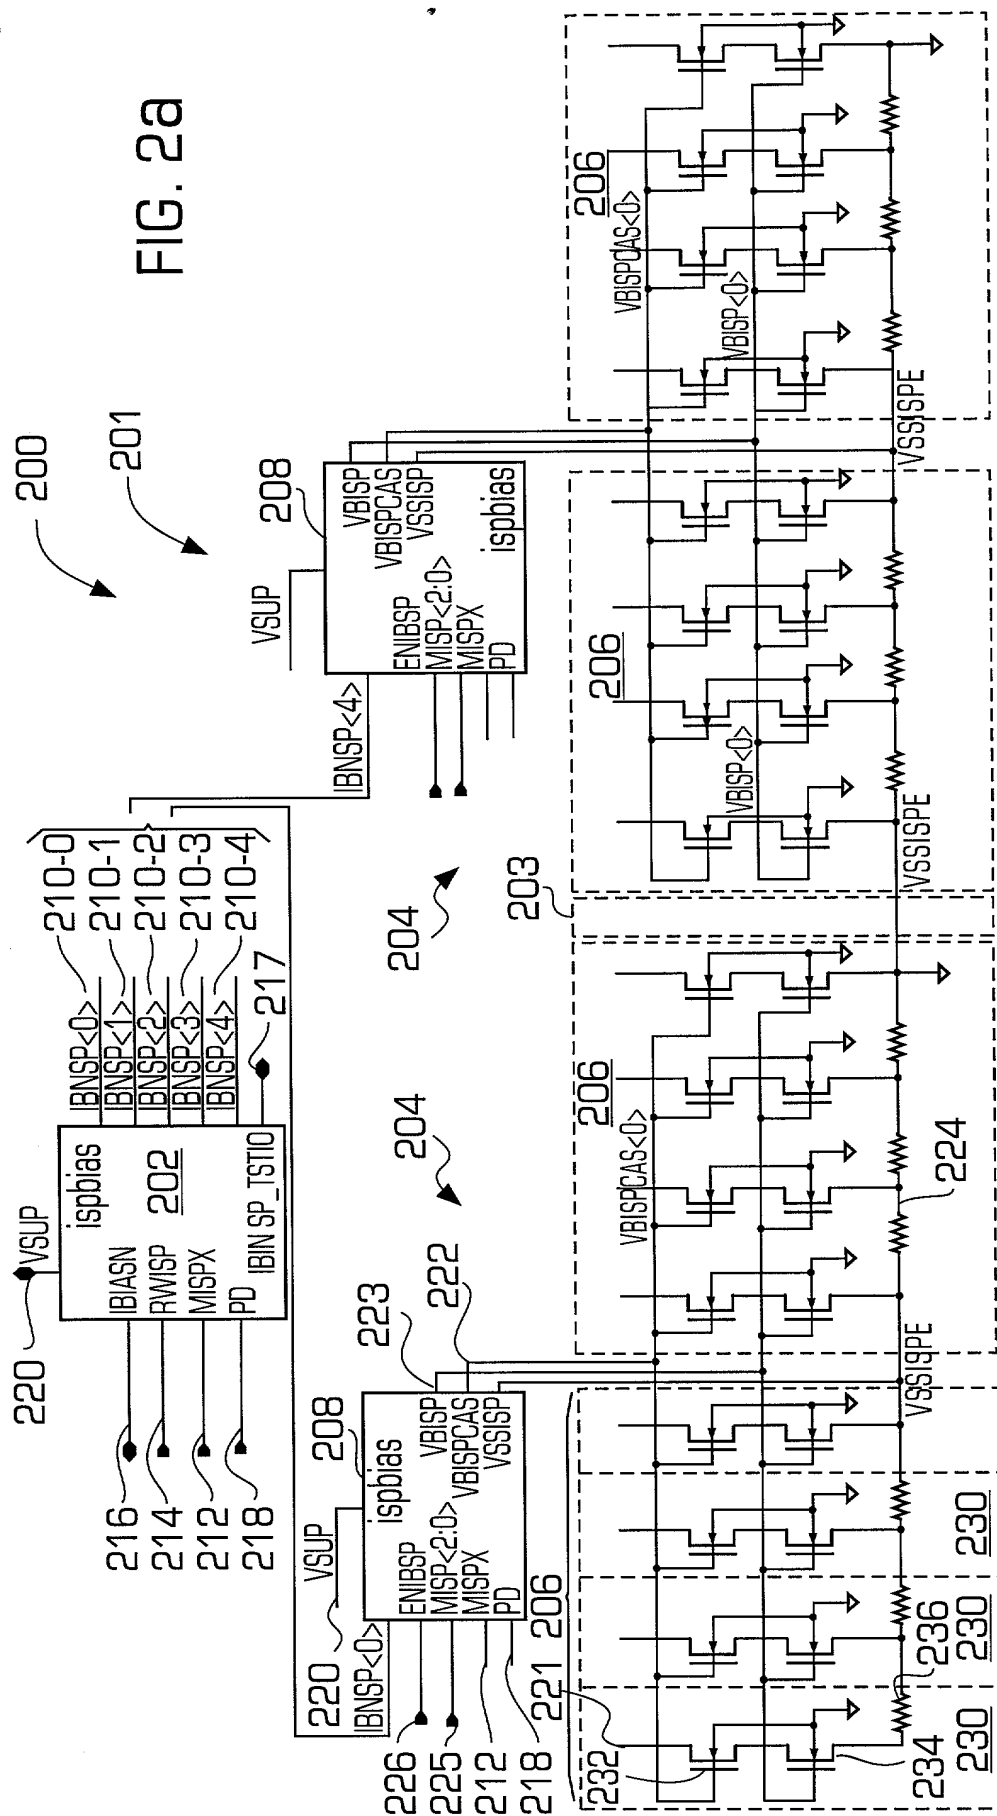 FIG. 2a
200
201
220
VSUP
ispbias
202
IBIASN
RWISP
MISPX
PD
IBIN SP_TSTIO
IBNSP<0>
IBNSP<1>
IBNSP<2>
IBNSP<3>
IBNSP<4>
210-0
210-1
210-2
210-3
210-4
217
216
214
212
218
VSUP
208
IBNSP<4>
VBISP
VBISPCAS
VSSISP
ENIBSP
MISP<2:0>
MISPX
PD
ispbias
204
204
203
220
VSUP
208
223
222
IBNSP<0>
ispbias
VBISP
VBISPCAS
VSSISP
ENIBSP
MISP<2:0>
MISPX
PD
226
225
212
218
221
206
232
234
236
230
230
230
VSSISPE
224
VBISPCAS<0>
206
VSSISPE
VBISP<0>
206
VSSISPE
VBISP<0>
VBISPCAS<0>
206